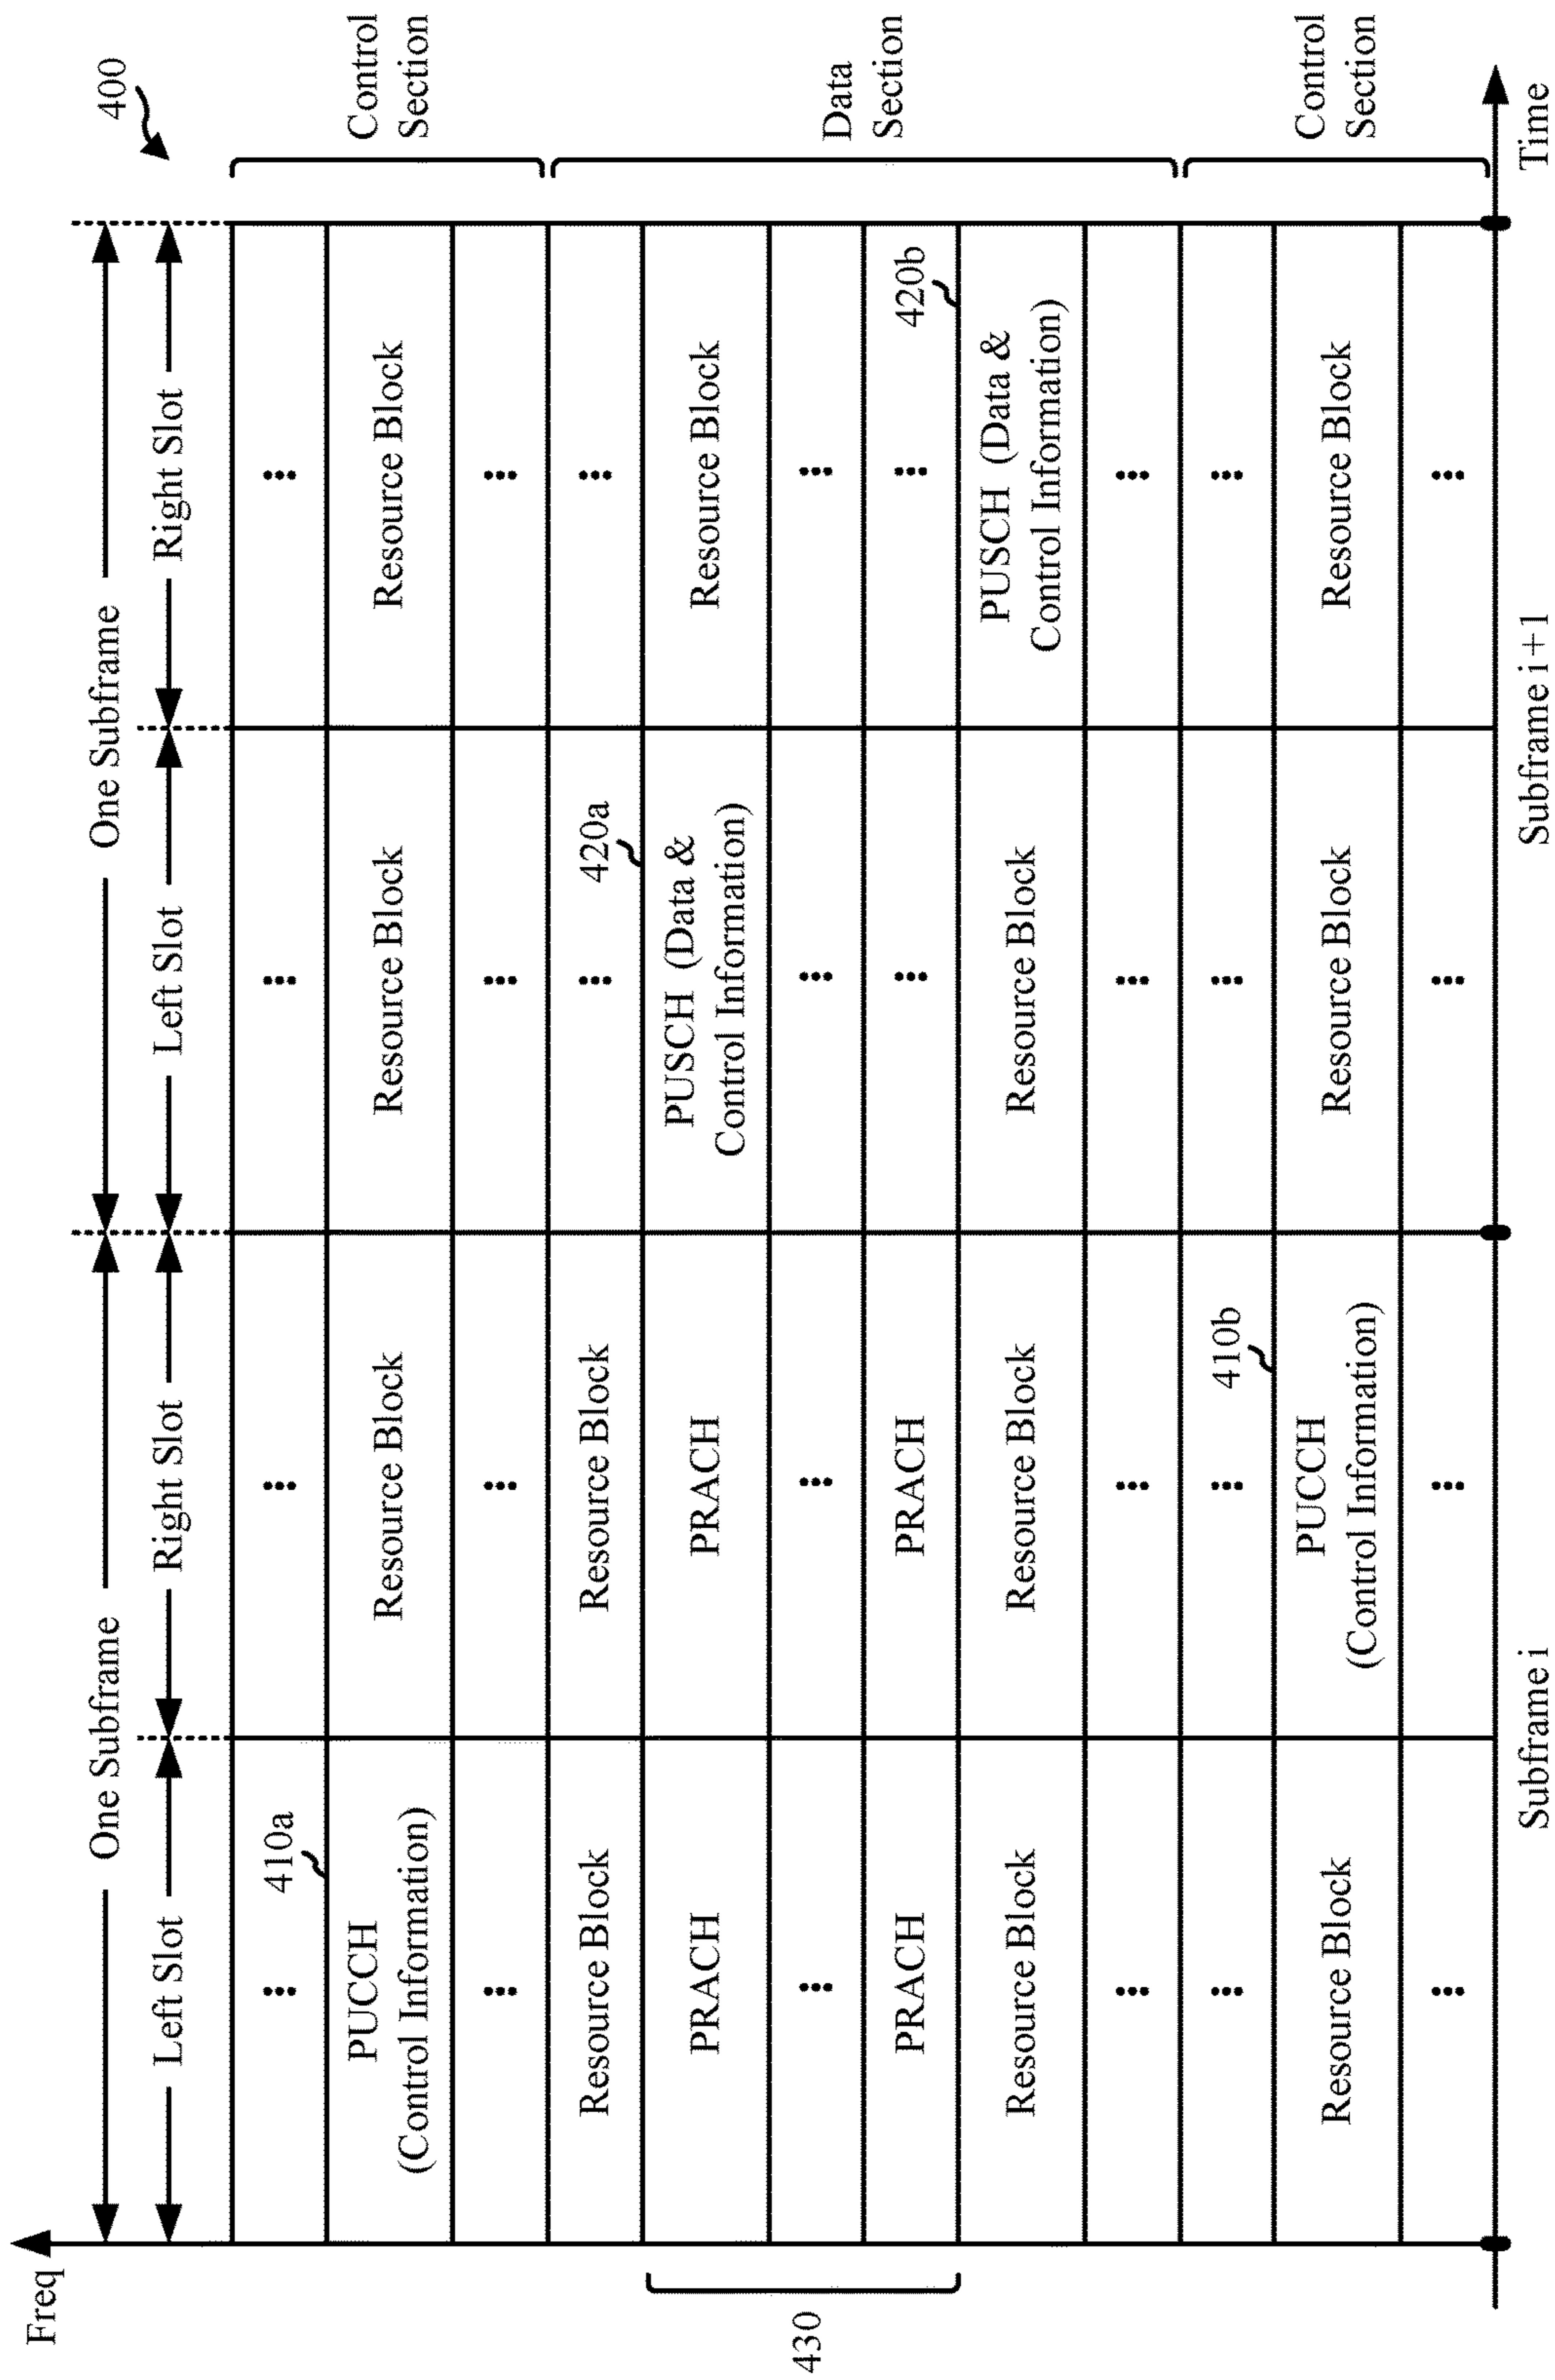 400
One Subframe
One Subframe
Left Slot
Right Slot
Left Slot
Right Slot
Freq
⋮
410a
⋮
⋮
⋮
Control
Section
PUCCH
(Control Information)
Resource Block
Resource Block
Resource Block
⋮
⋮
⋮
⋮
Resource Block
Resource Block
⋮
420a
⋮
Data
Section
430
PRACH
PRACH
PUSCH (Data &
Control Information)
Resource Block
⋮
⋮
⋮
⋮
PRACH
PRACH
⋮
⋮
420b
Resource Block
Resource Block
Resource Block
PUSCH (Data &
Control Information)
⋮
⋮
⋮
⋮
⋮
⋮
410b
⋮
⋮
Control
Section
Resource Block
PUCCH
(Control Information)
Resource Block
Resource Block
⋮
⋮
⋮
⋮
Subframe i
Subframe i+1
Time